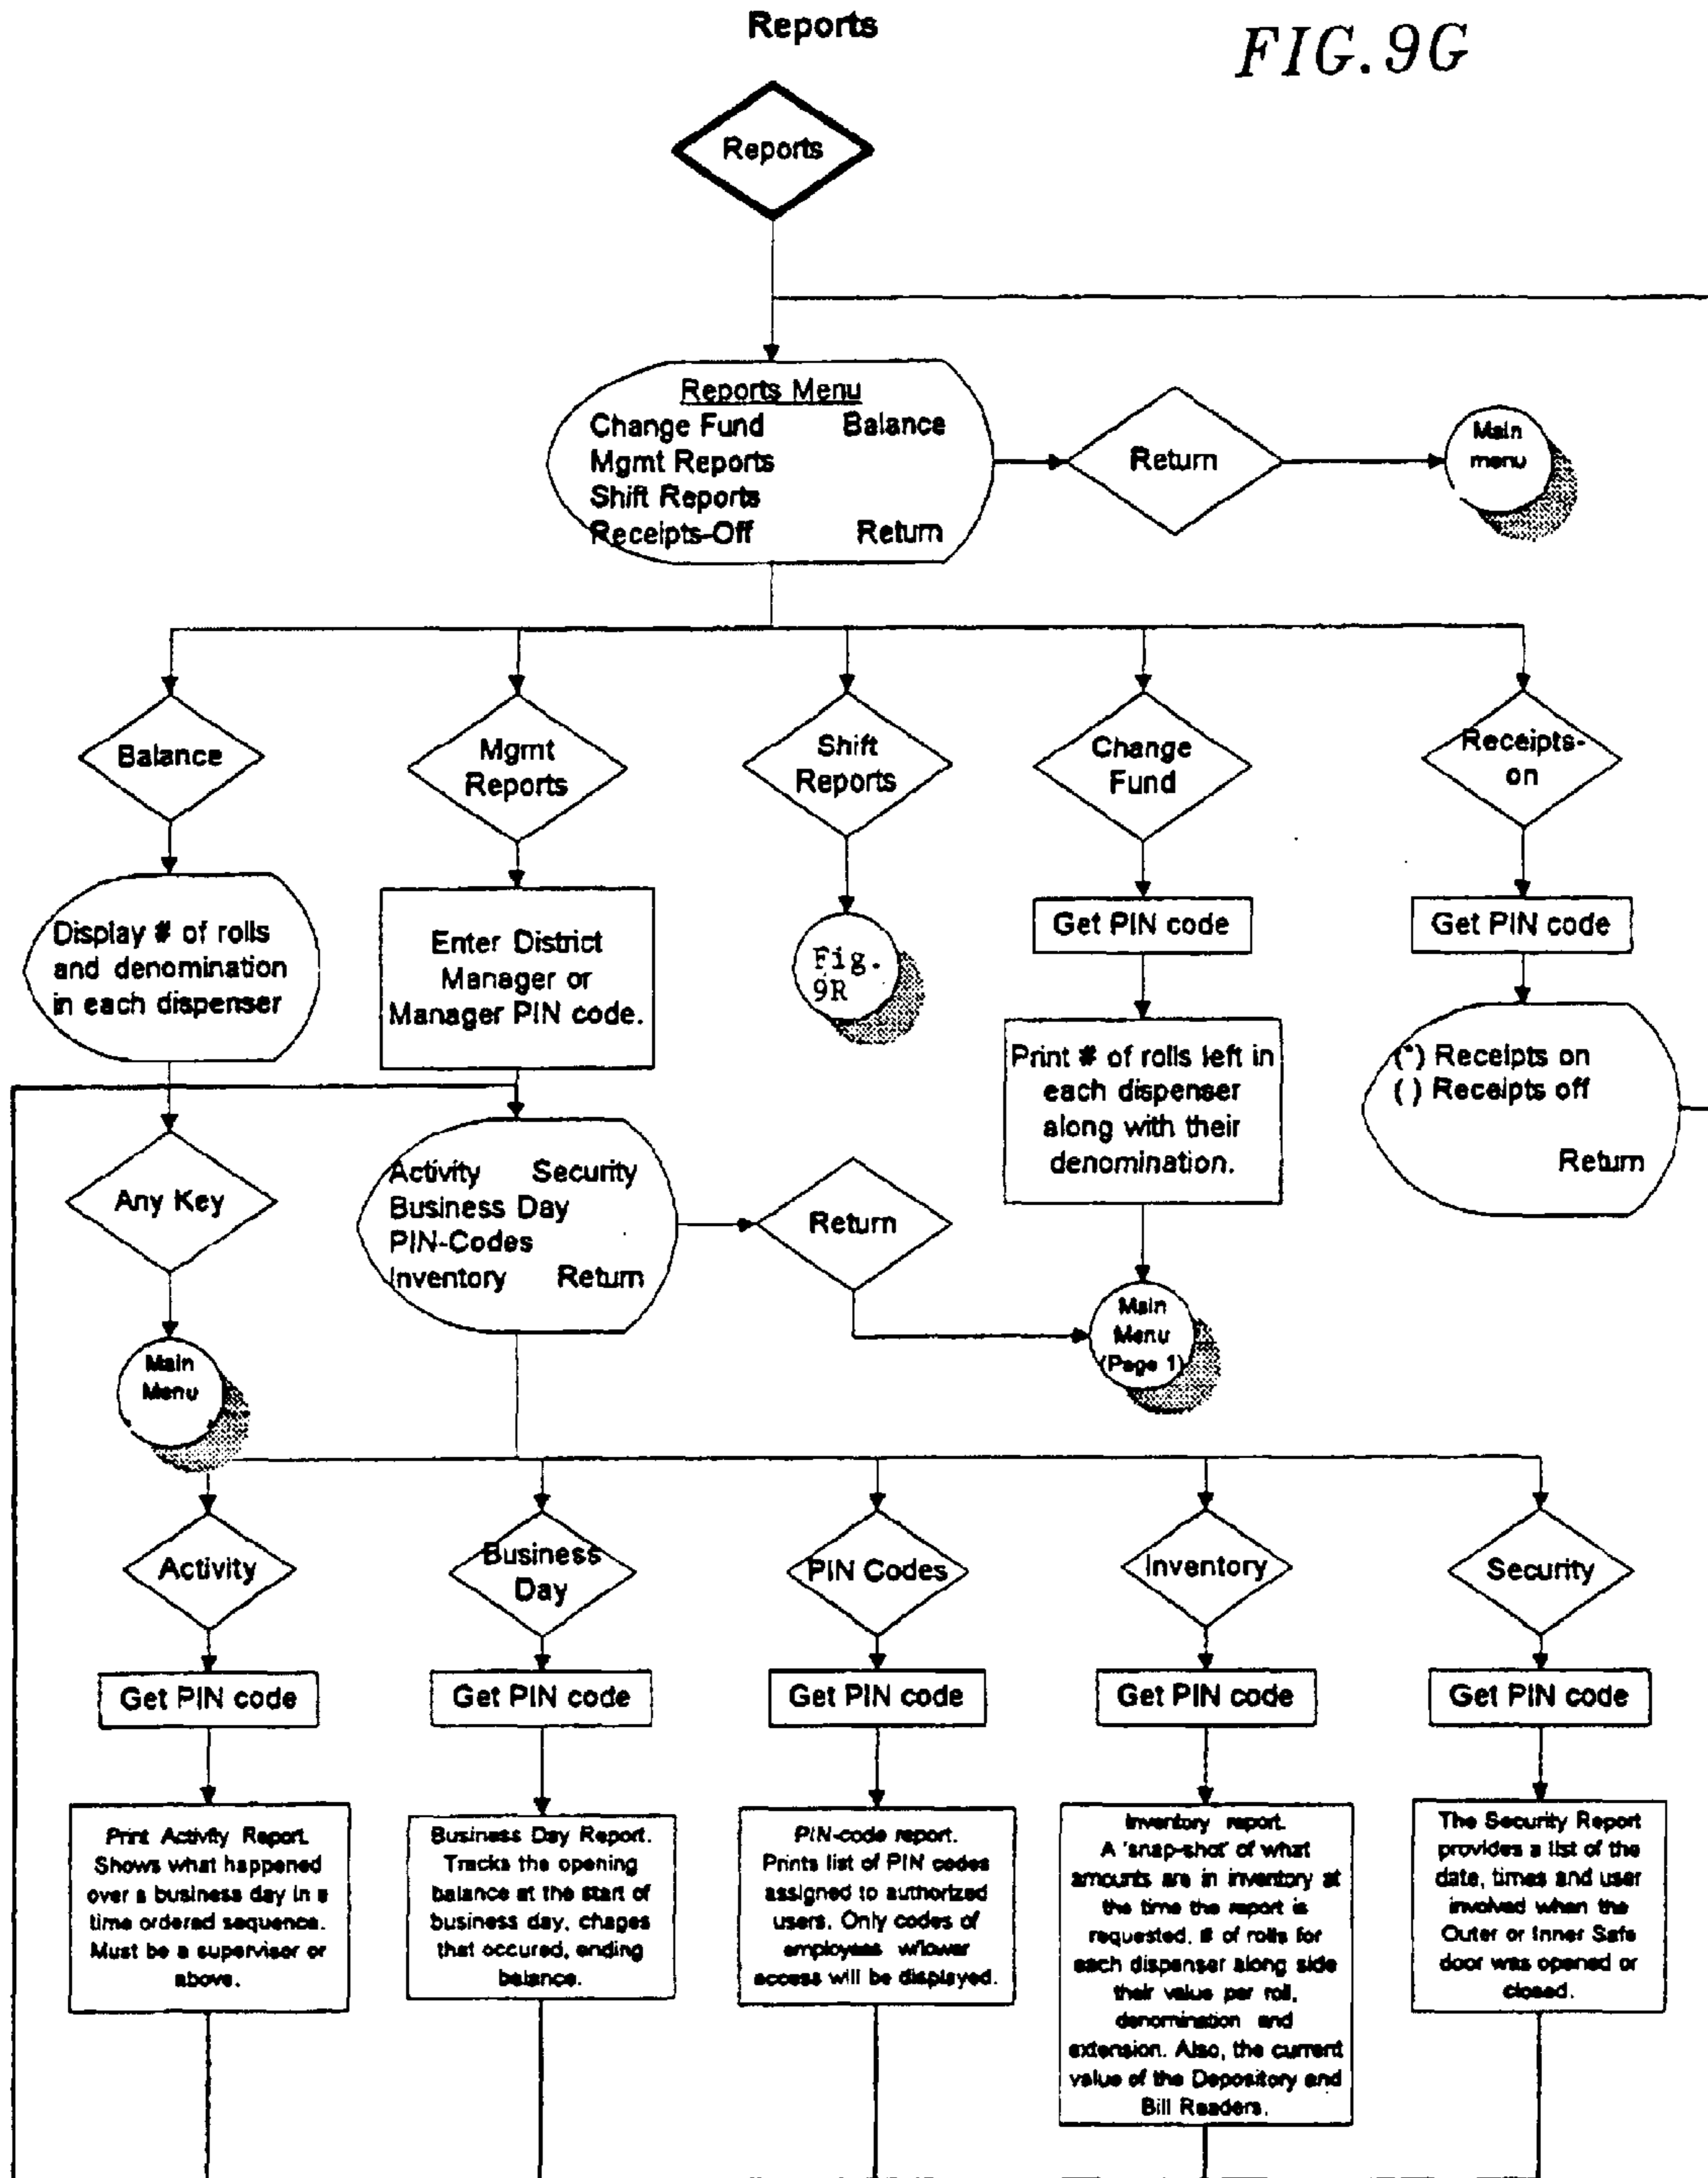 Reports
FIG. 9G
Reports
Reports Menu
Change Fund Balance
Mgmt Reports
Shift Reports
Receipts-Off Return
Return
Main
menu
Balance
Mgmt
Reports
Shift
Reports
Change
Fund
Receipts-
on
Display # of rolls
and denomination
in each dispenser
Enter District
Manager or
Manager PIN code.
Fig.
9R
Get PIN code
Get PIN code
Print # of rolls left in
each dispenser
along with their
denomination.
(*) Receipts on
( ) Receipts off
Return
Any Key
Activity Security
Business Day
PIN-Codes
Inventory Return
Return
Main
Menu
(Page 1)
Main
Menu
Activity
Business
Day
PIN Codes
Inventory
Security
Get PIN code
Get PIN code
Get PIN code
Get PIN code
Get PIN code
Print Activity Report.
Shows what happened
over a business day in a
time ordered sequence.
Must be a supervisor or
above.
Business Day Report.
Tracks the opening
balance at the start of
business day, chages
that occured, ending
balance.
PIN-code report.
Prints list of PIN codes
assigned to authorized
users. Only codes of
employees w/lower
access will be displayed.
Inventory report.
A 'snap-shot' of what
amounts are in inventory at
the time the report is
requested. # of rolls for
each dispenser along side
their value per roll,
denomination and
extension. Also, the current
value of the Depository and
Bill Readers.
The Security Report
provides a list of the
date, times and user
involved when the
Outer or Inner Safe
door was opened or
closed.